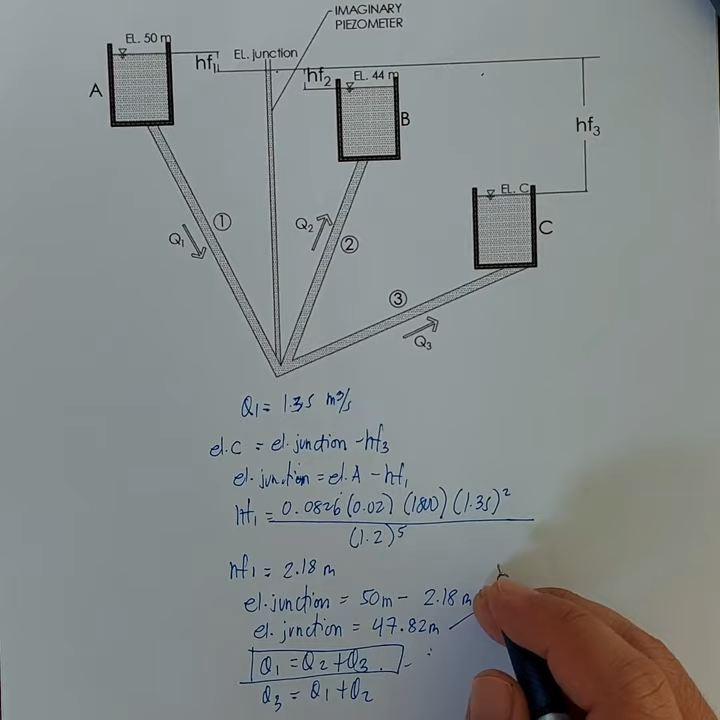 IMAGINARY
PIEZOMETER
EL. 50 m
hf1
EL. junction
hf2
EL. 44 m
A
B
hf3
EL. C
C
①
Q1
Q2
②
③
Q3
Q1 = 1.35 m³/s
el.C = el.junction - hf3
el.junction = el.A - hf1
Hf1 = 0.0826 (0.02) (1800) (1.35)²
(1.2)⁵
hf1 = 2.18 m
el.junction = 50m - 2.18 m
el.junction = 47.82m
Q1 = Q2 + Q3.
Q3 = Q1 + Q2